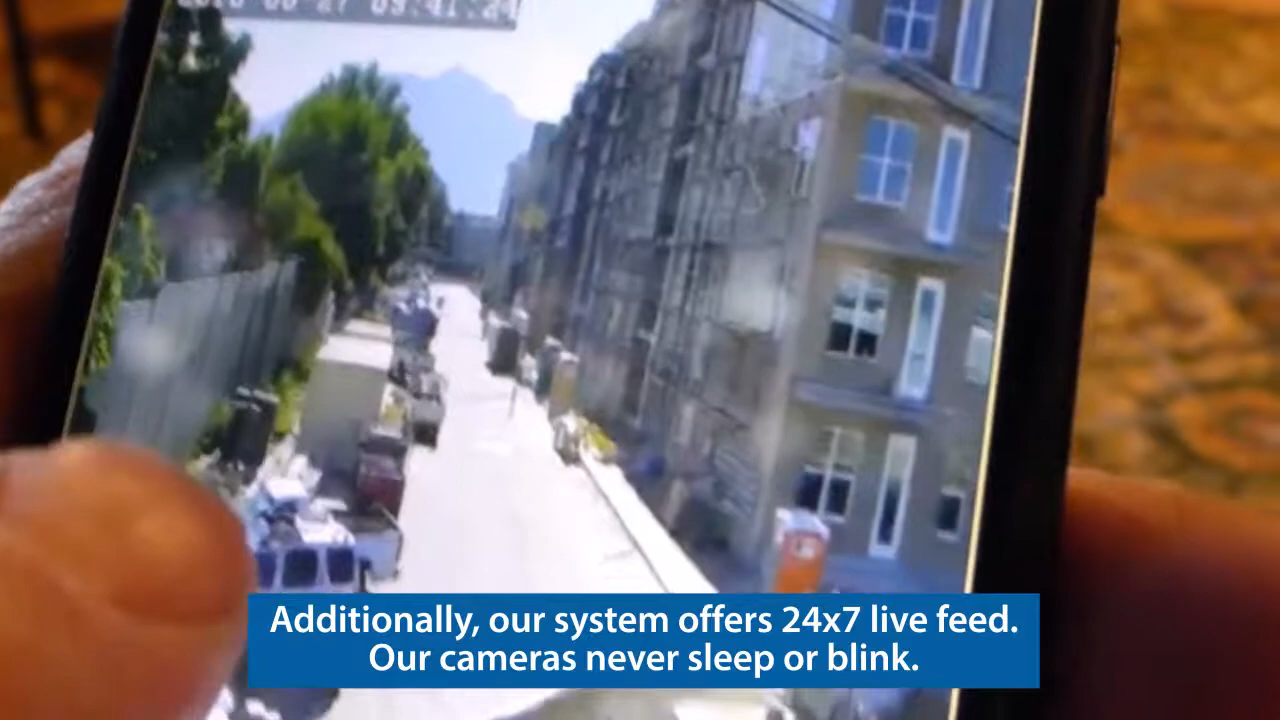 Additionally, our system offers 24x7 live feed.
Our cameras never sleep or blink.